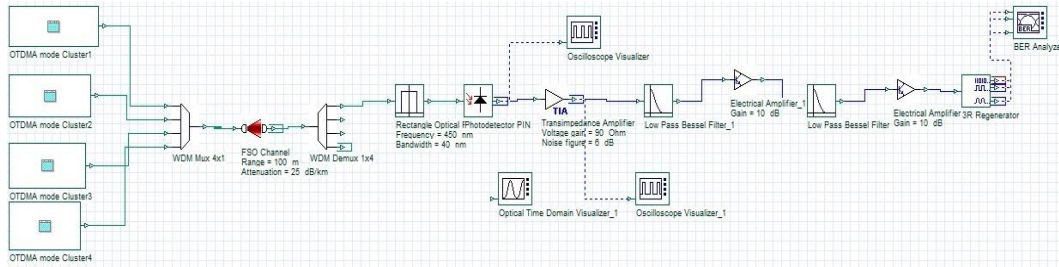 OTDMA mode Cluster1
OTDMA mode Cluster2
OTDMA mode Cluster3
OTDMA mode Cluster4
WDM Mux 4x1
FSO Channel
Range = 100 m
Attenuation = 25 dB/km
WDM Demux 1x4
Rectangle Optical F
Frequency = 450 nm
Bandwidth = 40 nm
Photodetector PIN
Oscilloscope Visualizer
TIA
Transimpedance Amplifier
Voltage gain = 90 Ohm
Noise figure = 6 dB
Optical Time Domain Visualizer_1
Oscilloscope Visualizer_1
Low Pass Bessel Filter_1
Electrical Amplifier_1
Gain = 10 dB
Low Pass Bessel Filter
Electrical Amplifier
Gain = 10 dB
3R Regenerator
BER
BER Analyze